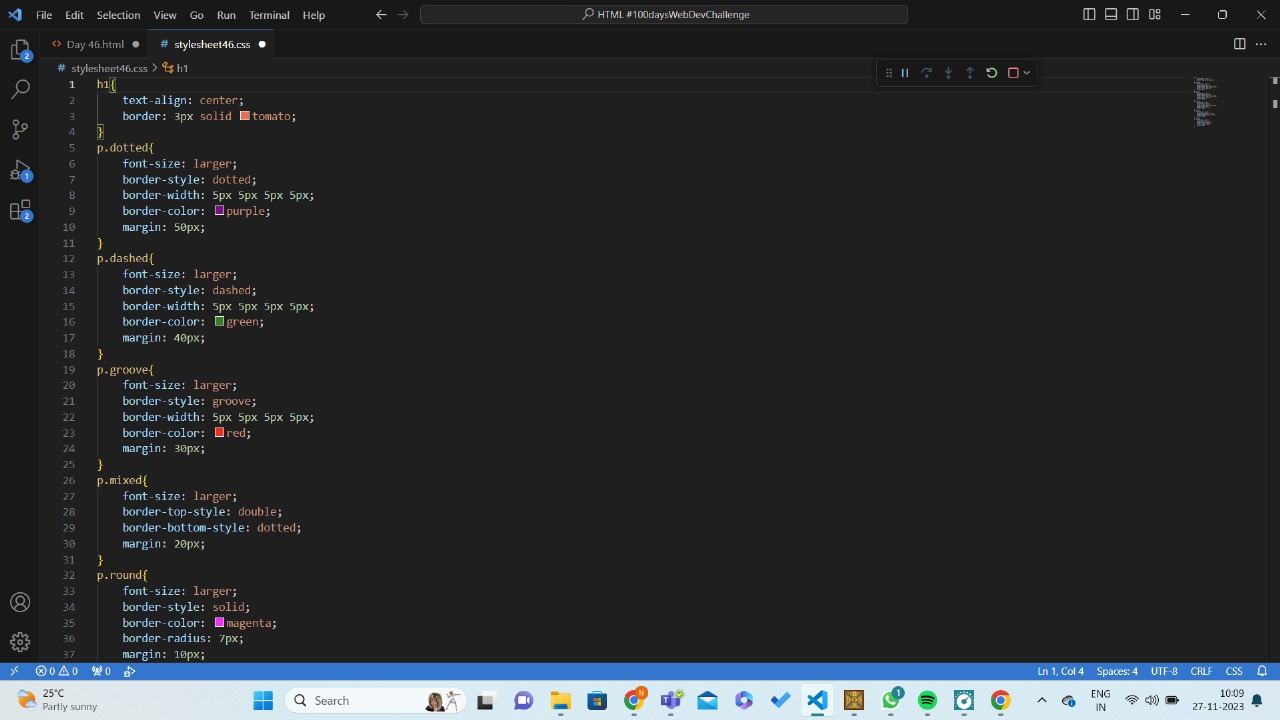 File Edit Selection View Go Run Terminal Help
HTML #100daysWebDevChallenge
Day 46.html
# stylesheet46.css
# stylesheet46.css > h1
1 h1{
2 text-align: center;
3 border: 3px solid tomato;
4 }
5 p.dotted{
6 font-size: larger;
7 border-style: dotted;
8 border-width: 5px 5px 5px 5px;
9 border-color: purple;
10 margin: 50px;
11 }
12 p.dashed{
13 font-size: larger;
14 border-style: dashed;
15 border-width: 5px 5px 5px 5px;
16 border-color: green;
17 margin: 40px;
18 }
19 p.groove{
20 font-size: larger;
21 border-style: groove;
22 border-width: 5px 5px 5px 5px;
23 border-color: red;
24 margin: 30px;
25 }
26 p.mixed{
27 font-size: larger;
28 border-top-style: double;
29 border-bottom-style: dotted;
30 margin: 20px;
31 }
32 p.round{
33 font-size: larger;
34 border-style: solid;
35 border-color: magenta;
36 border-radius: 7px;
37 margin: 10px;
2
1
2
0 0 0
Ln 1, Col 4 Spaces: 4 UTF-8 CRLF CSS
25°C
Partly sunny
Search
N
1
ENG
IN
10:09
27-11-2023